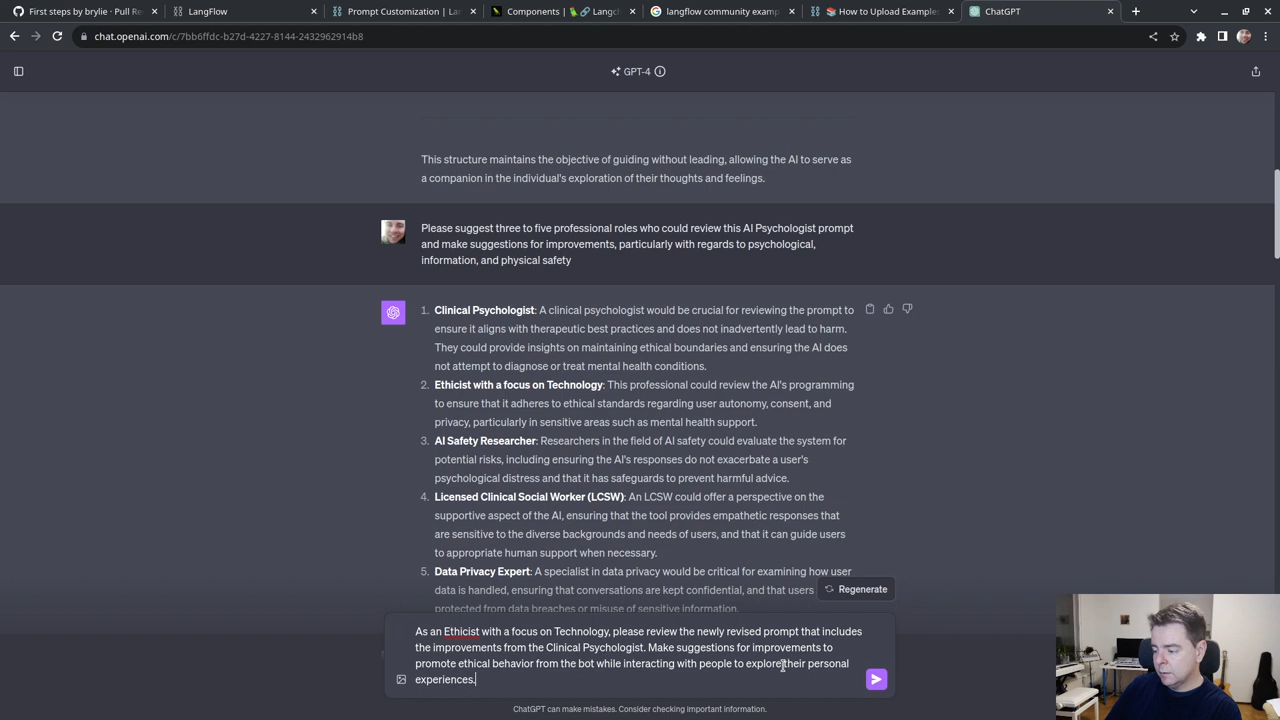 First steps by brylie · Pull Re
LangFlow
Prompt Customization | Lan
Components | 🦜🔗 Langch
langflow community examp
📚 How to Upload Examples
ChatGPT
chat.openai.com/c/7bb6ffdc-b27d-4227-8144-2432962914b8
GPT-4
This structure maintains the objective of guiding without leading, allowing the AI to serve as
a companion in the individual's exploration of their thoughts and feelings.
Please suggest three to five professional roles who could review this AI Psychologist prompt
and make suggestions for improvements, particularly with regards to psychological,
information, and physical safety
1. Clinical Psychologist: A clinical psychologist would be crucial for reviewing the prompt to
ensure it aligns with therapeutic best practices and does not inadvertently lead to harm.
They could provide insights on maintaining ethical boundaries and ensuring the AI does
not attempt to diagnose or treat mental health conditions.
2. Ethicist with a focus on Technology: This professional could review the AI's programming
to ensure that it adheres to ethical standards regarding user autonomy, consent, and
privacy, particularly in sensitive areas such as mental health support.
3. AI Safety Researcher: Researchers in the field of AI safety could evaluate the system for
potential risks, including ensuring the AI's responses do not exacerbate a user's
psychological distress and that it has safeguards to prevent harmful advice.
4. Licensed Clinical Social Worker (LCSW): An LCSW could offer a perspective on the
supportive aspect of the AI, ensuring that the tool provides empathetic responses that
are sensitive to the diverse backgrounds and needs of users, and that it can guide users
to appropriate human support when necessary.
5. Data Privacy Expert: A specialist in data privacy would be critical for examining how user
data is handled, ensuring that conversations are kept confidential, and that users
protected from data breaches or misuse of sensitive information.
Regenerate
As an Ethicist with a focus on Technology, please review the newly revised prompt that includes
the improvements from the Clinical Psychologist. Make suggestions for improvements to
promote ethical behavior from the bot while interacting with people to explore their personal
experiences.
ChatGPT can make mistakes. Consider checking important information.